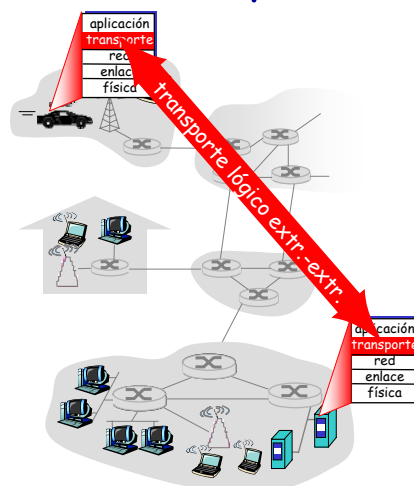 aplicación
transporte
red
enlace
física
transporte lógico extr.-extr.
aplicación
transporte
red
enlace
física